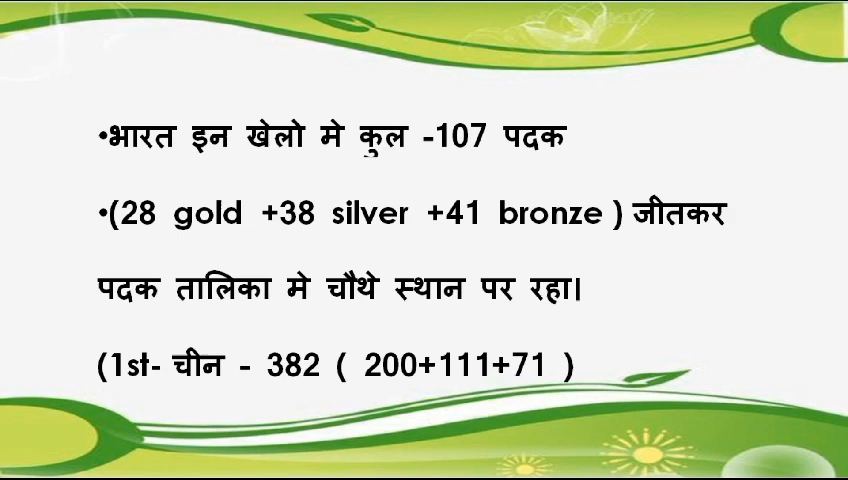 •भारत इन खेलो मे कुल -107 पदक
•(28 gold +38 silver +41 bronze ) जीतकर
पदक तालिका मे चौथे स्थान पर रहा।
(1st- चीन - 382 ( 200+111+71 )